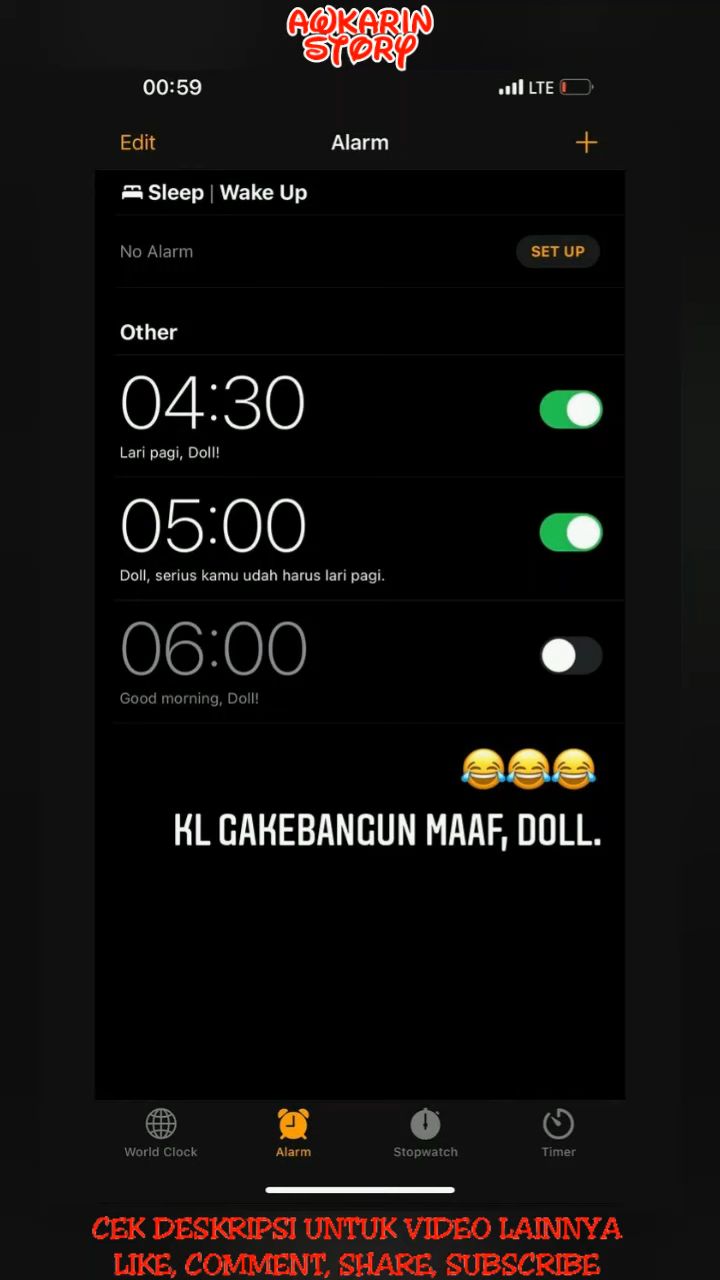 AWKARIN
STORY
00:59 LTE
Edit Alarm +
Sleep | Wake Up
No Alarm SET UP
Other
04:30
Lari pagi, Doll!
05:00
Doll, serius kamu udah harus lari pagi.
06:00
Good morning, Doll!
😂😂😂
KL GAKEBANGUN MAAF, DOLL.
World Clock Alarm Stopwatch Timer
CEK DESKRIPSI UNTUK VIDEO LAINNYA
LIKE, COMMENT, SHARE, SUBSCRIBE